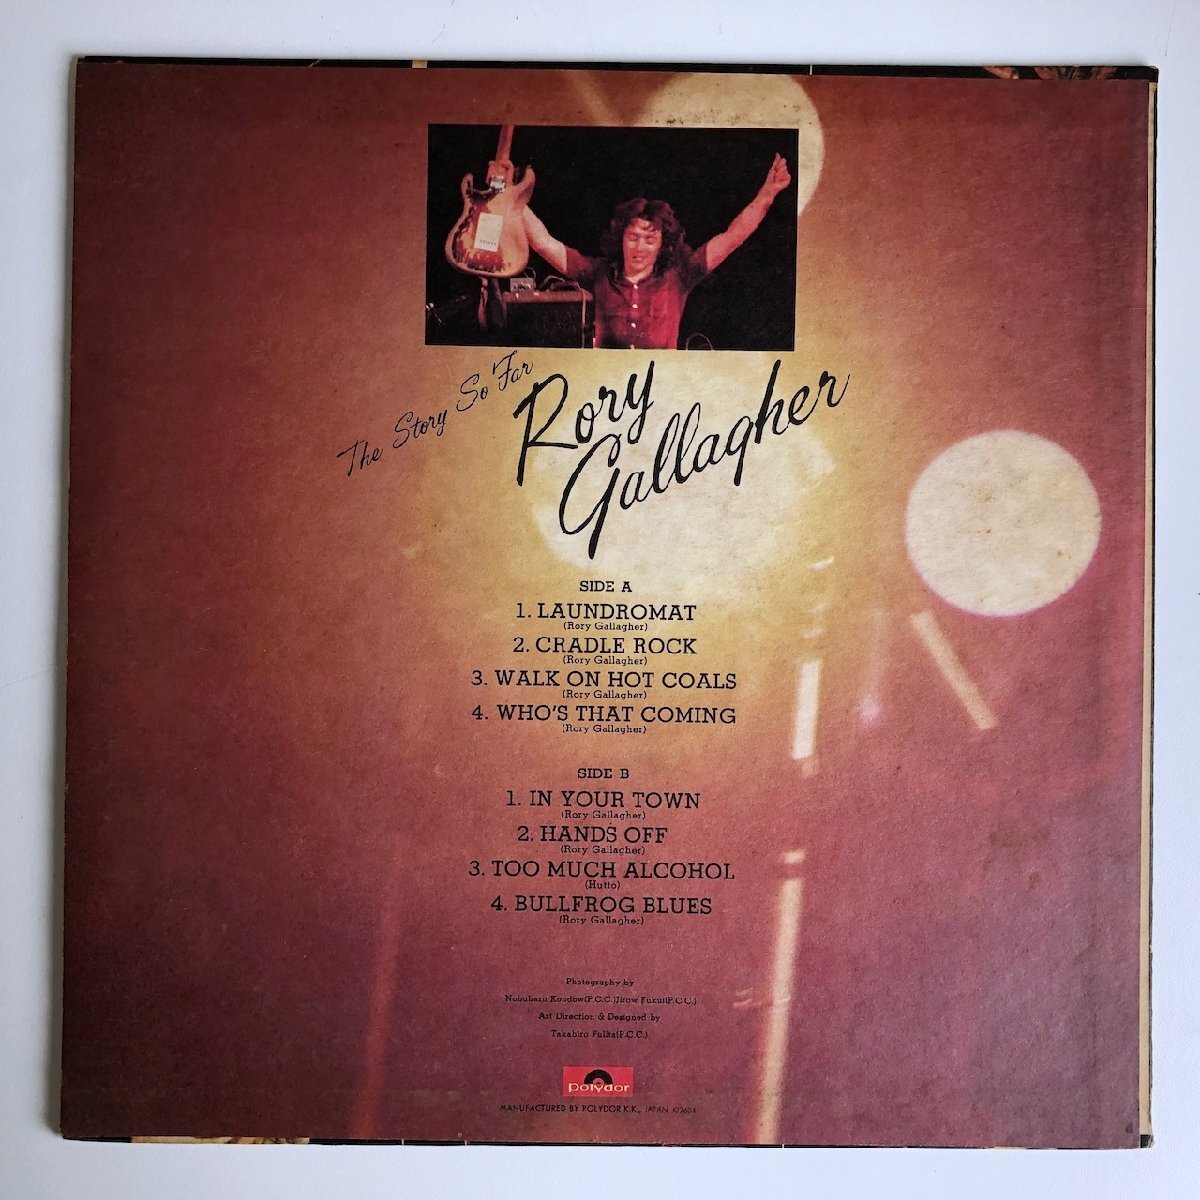 The Story So Far
Rory
Gallagher
SIDE A
1. LAUNDROMAT
(Rory Gallagher)
2. CRADLE ROCK
(Rory Gallagher)
3. WALK ON HOT COALS
(Rory Gallagher)
4. WHO'S THAT COMING
(Rory Gallagher)
SIDE B
1. IN YOUR TOWN
(Rory Gallagher)
2. HANDS OFF
(Rory Gallagher)
3. TOO MUCH ALCOHOL
(Hutto)
4. BULLFROG BLUES
(Rory Gallagher)
Photography by
Nobuharu (P.C.C.) (P.C.C.)
Art Direction & Designed by
Takahiro Fujita(P.C.C.)
polydor
MANUFACTURED BY POLYDOR K.K., JAPAN